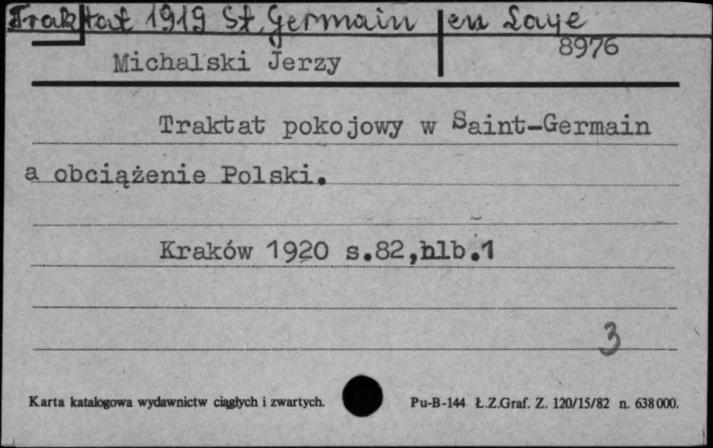 Traktat 1919 St. Germain en Laye
8976
Michalski Jerzy
Traktat pokojowy w Saint-Germain
a obciążenie Polski.
Kraków 1920 s.82,nlb.1
3
Karta katalogowa wydawnictw ciągłych i zwartych.
Pu-B-144 Ł.Z.Graf. Z. 120/15/82 n. 638000.